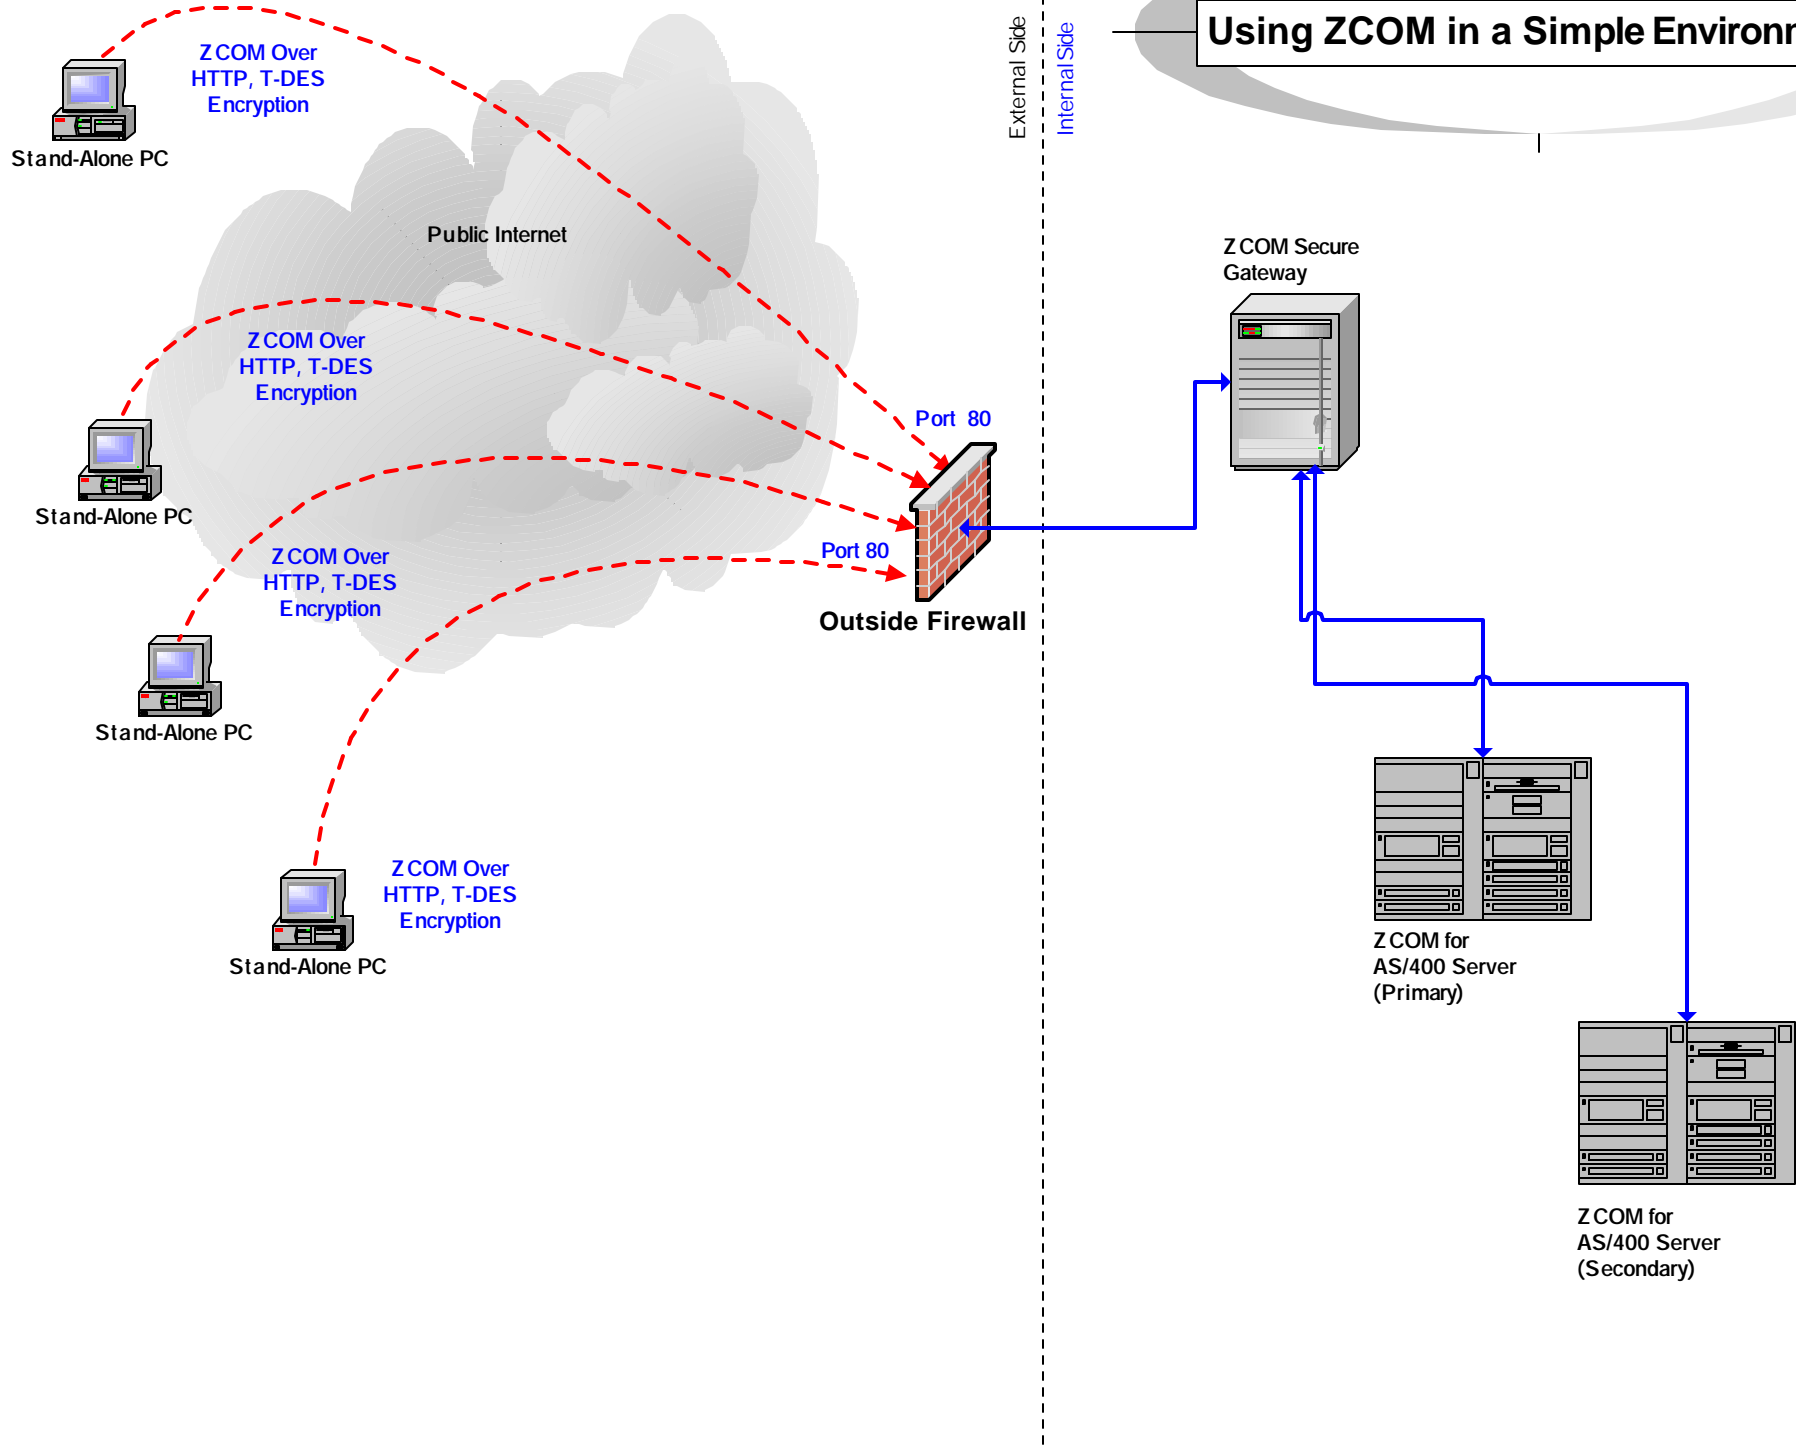 Using ZCOM in a Simple Environ
External Side
Internal Side
ZCOM Over
HTTP, T-DES
Encryption
Stand-Alone PC
Public Internet
ZCOM Secure
Gateway
ZCOM Over
HTTP, T-DES
Encryption
Port 80
Stand-Alone PC
ZCOM Over
HTTP, T-DES
Encryption
Port 80
Outside Firewall
Stand-Alone PC
ZCOM Over
HTTP, T-DES
Encryption
Stand-Alone PC
ZCOM for
AS/400 Server
(Primary)
ZCOM for
AS/400 Server
(Secondary)